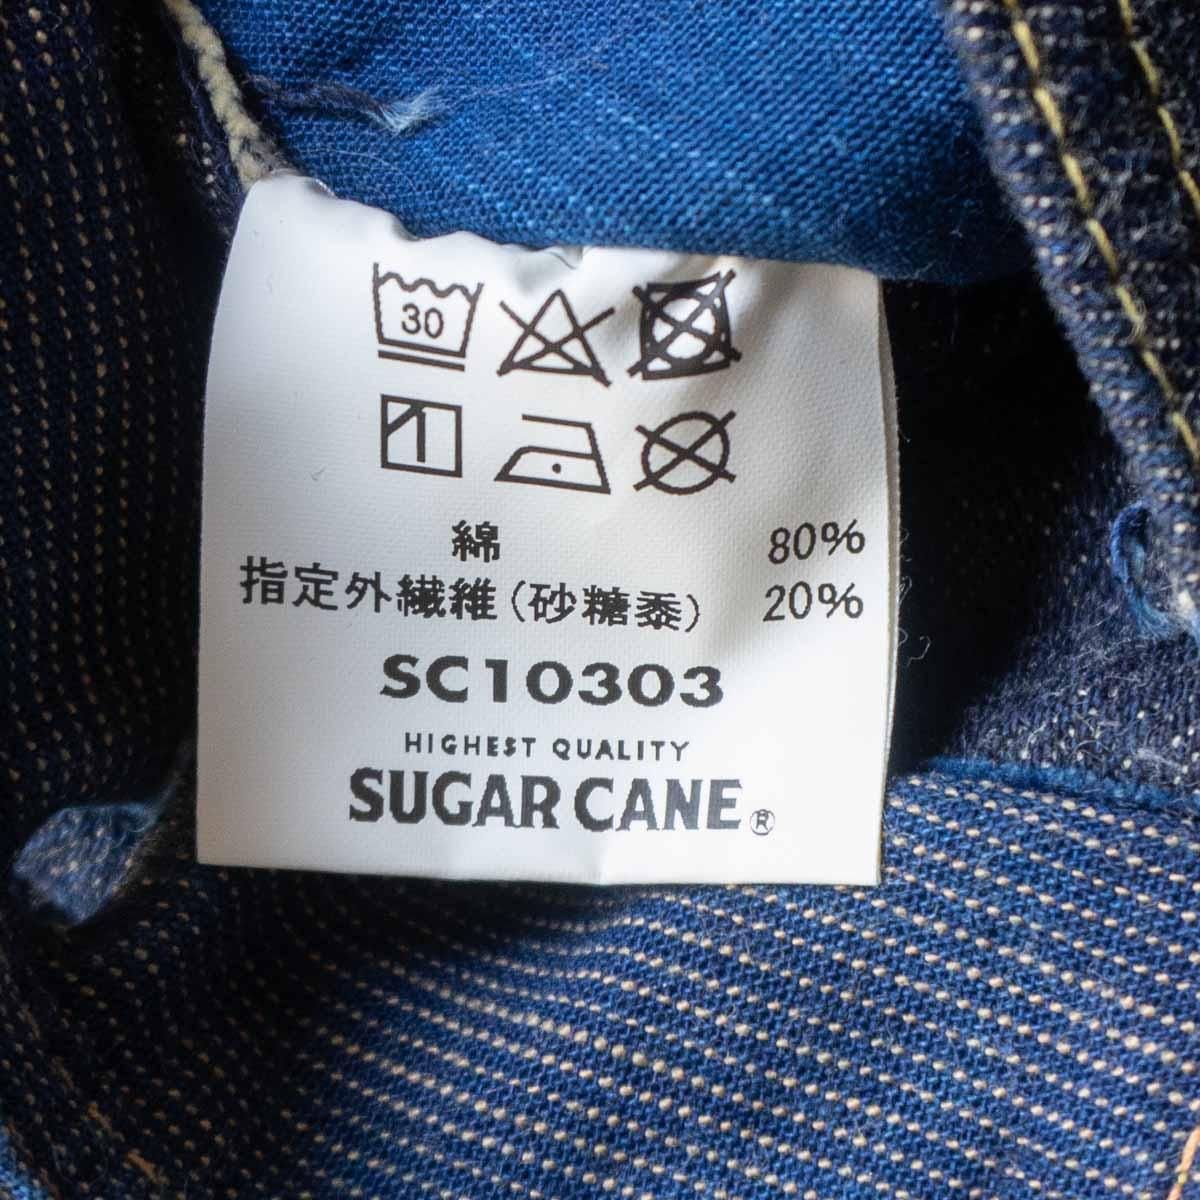 30
綿 80%
指定外繊維(砂糖黍) 20%
SC10303
HIGHEST QUALITY
SUGAR CANE®